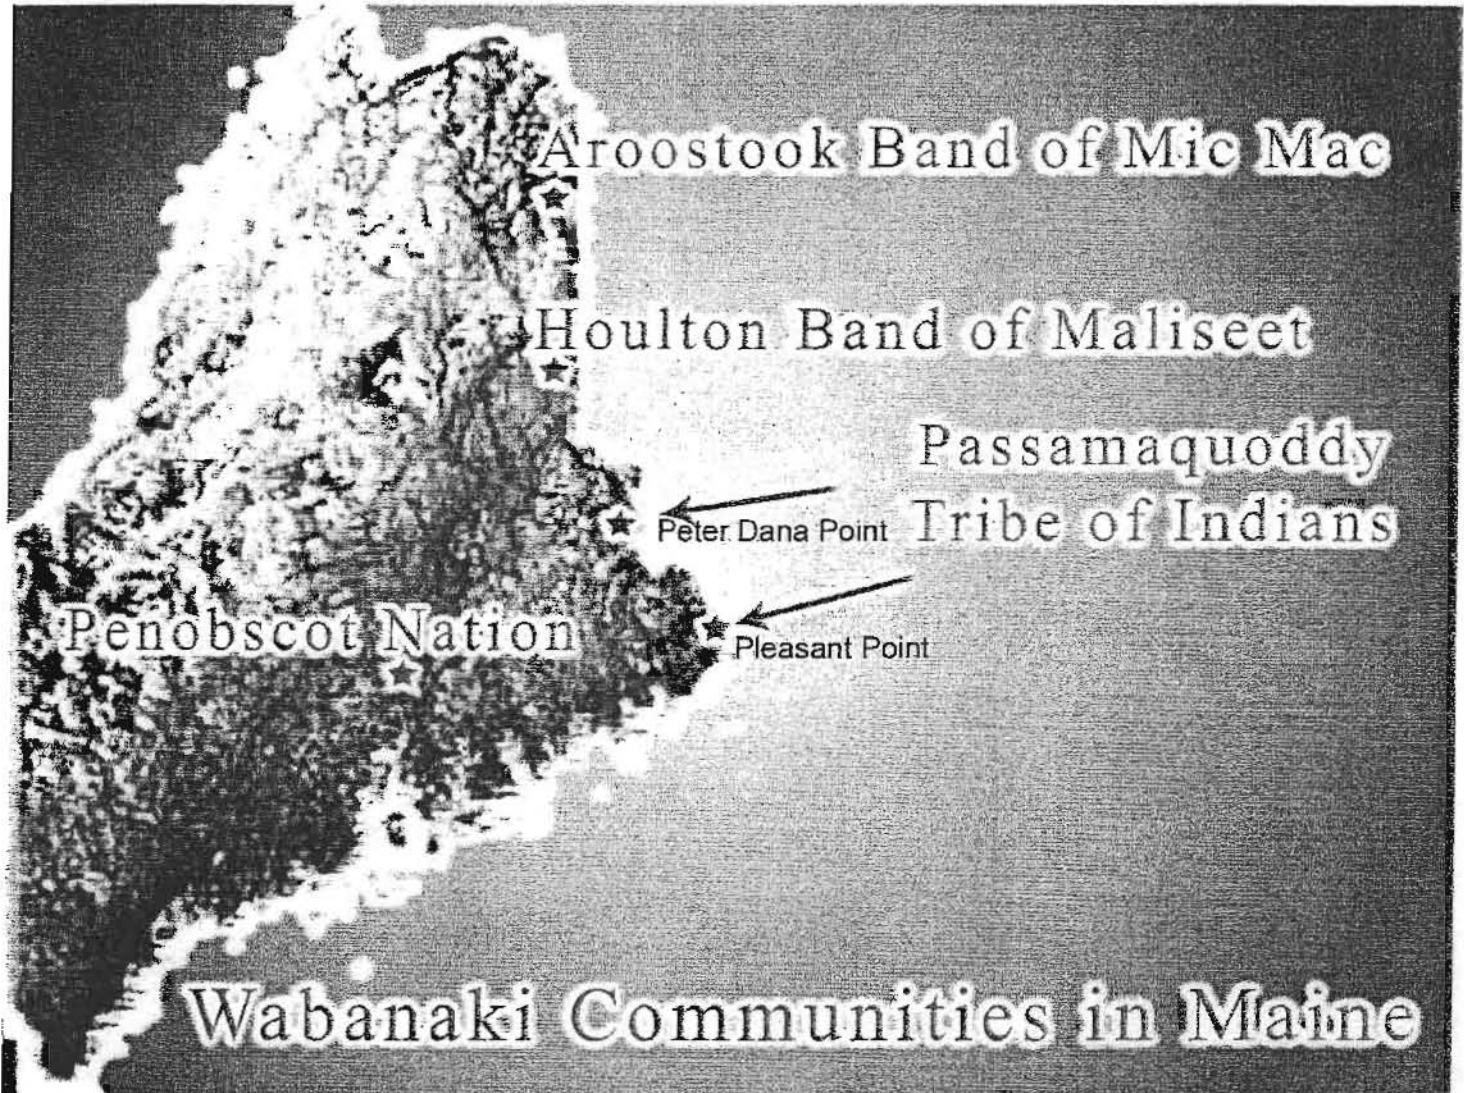 Aroostook Band of Mic Mac
Houlton Band of Maliseet
Passamaquoddy
Tribe of Indians
Peter Dana Point
Penobscot Nation
Pleasant Point
Wabanaki Communities in Maine